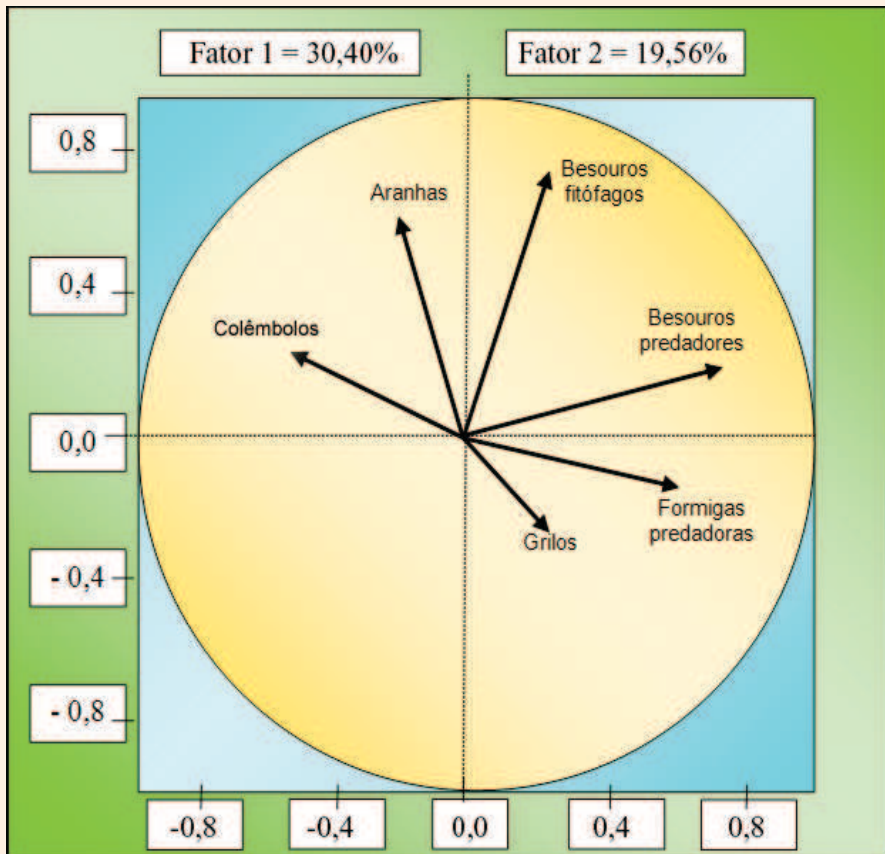 Fator 1 = 30,40%
Fator 2 = 19,56%
0,8
0,4
0,0
- 0,4
- 0,8
Aranhas
Besouros
fitófagos
Colêmbolos
Besouros
predadores
Grilos
Formigas
predadoras
-0,8
-0,4
0,0
0,4
0,8